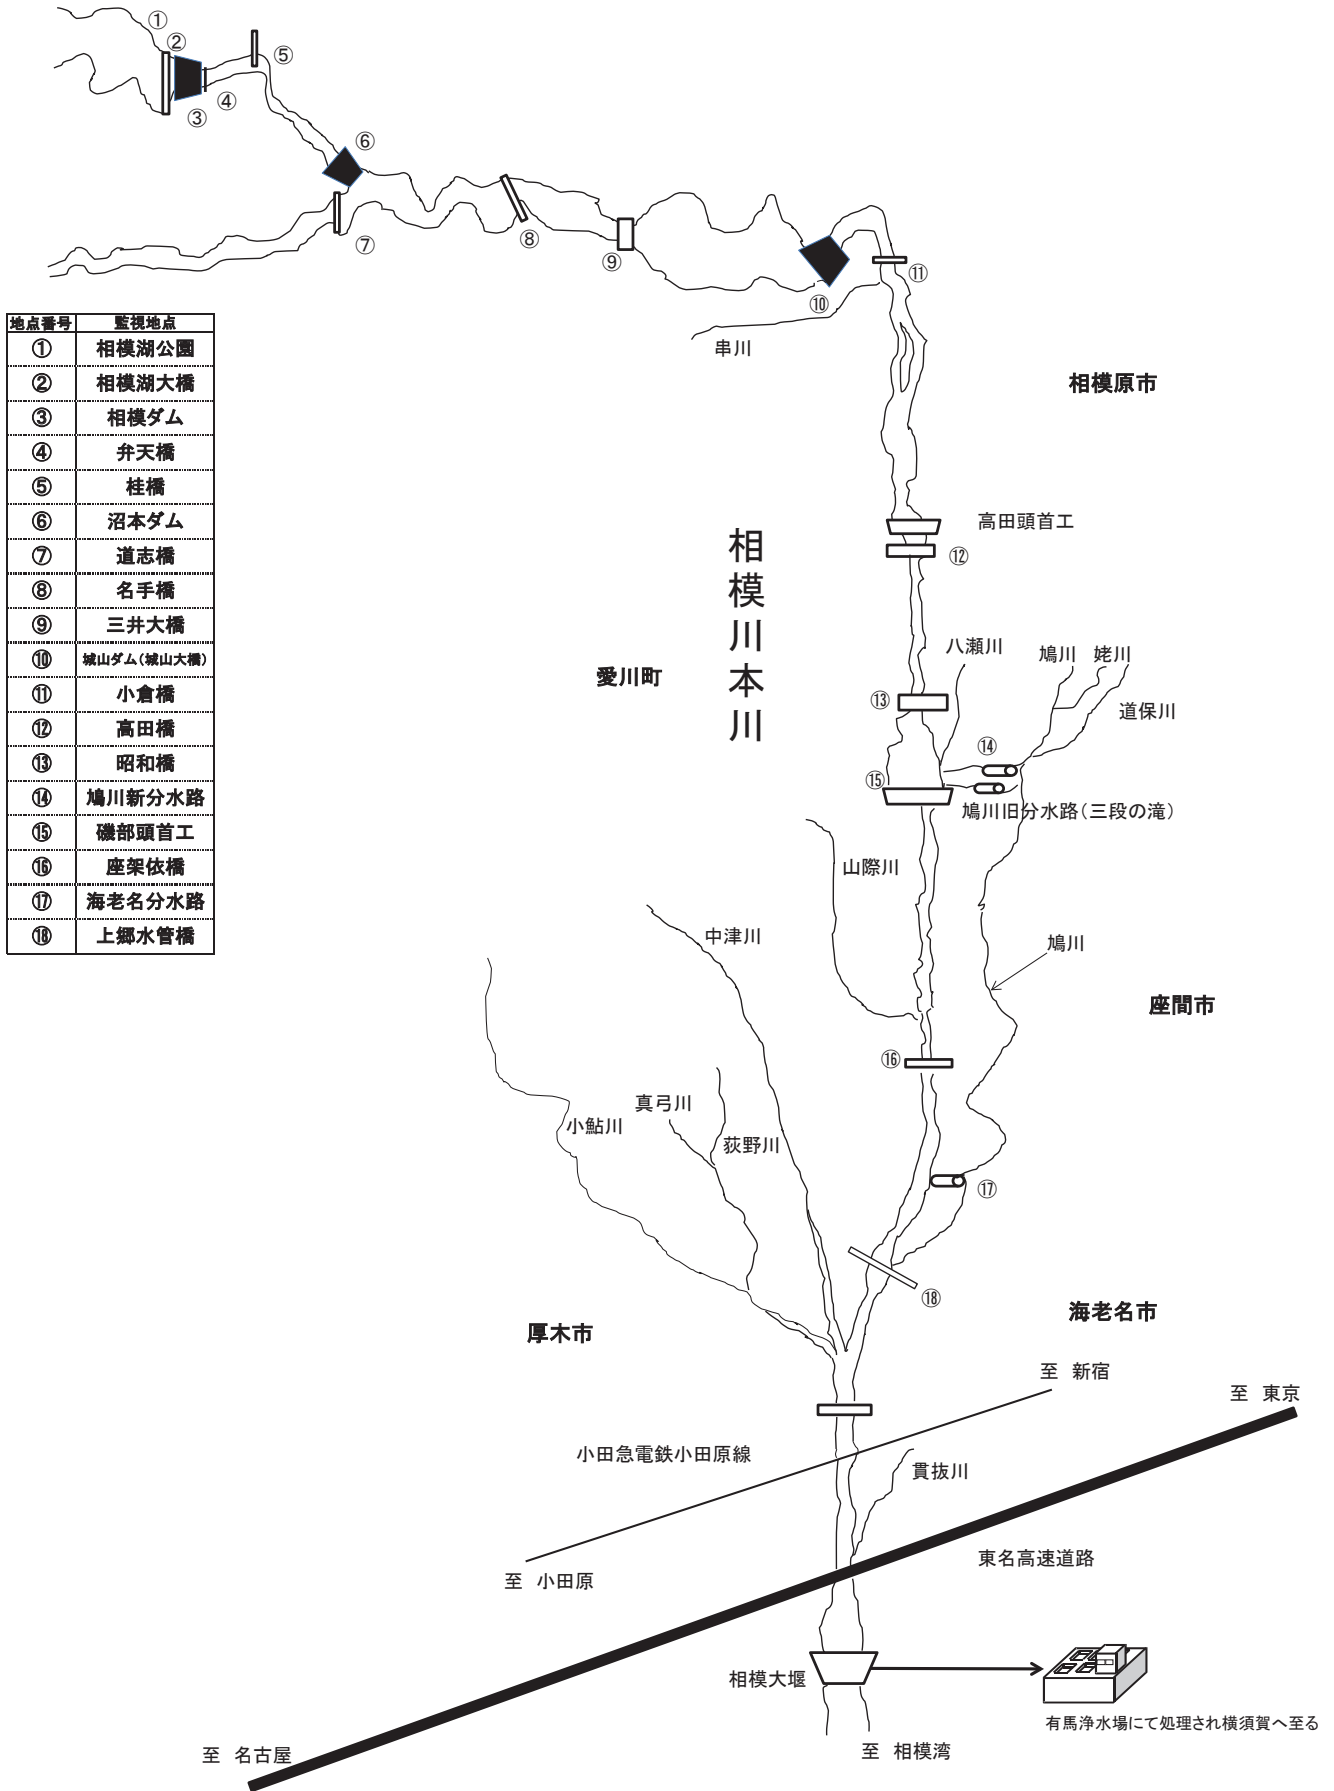 ①
②
③
④
⑤
⑥
⑦
⑧
⑨
⑩
⑪
串川
地点番号 監視地点
① 相模湖公園
② 相模湖大橋
③ 相模ダム
④ 弁天橋
⑤ 桂橋
⑥ 沼本ダム
⑦ 道志橋
⑧ 名手橋
⑨ 三井大橋
⑩ 城山ダム(城山大橋)
⑪ 小倉橋
⑫ 高田橋
⑬ 昭和橋
⑭ 鳩川新分水路
⑮ 磯部頭首工
⑯ 座架依橋
⑰ 海老名分水路
⑱ 上郷水管橋
相模原市
相模川本川
高田頭首工
⑫
愛川町
八瀬川
鳩川
姥川
道保川
⑬
⑭
⑮
鳩川旧分水路(三段の滝)
山際川
中津川
鳩川
座間市
⑯
真弓川
小鮎川
荻野川
⑰
⑱
厚木市
海老名市
至 新宿
至 東京
小田急電鉄小田原線
貫抜川
東名高速道路
至 小田原
相模大堰
有馬浄水場にて処理され横須賀へ至る
至 名古屋
至 相模湾